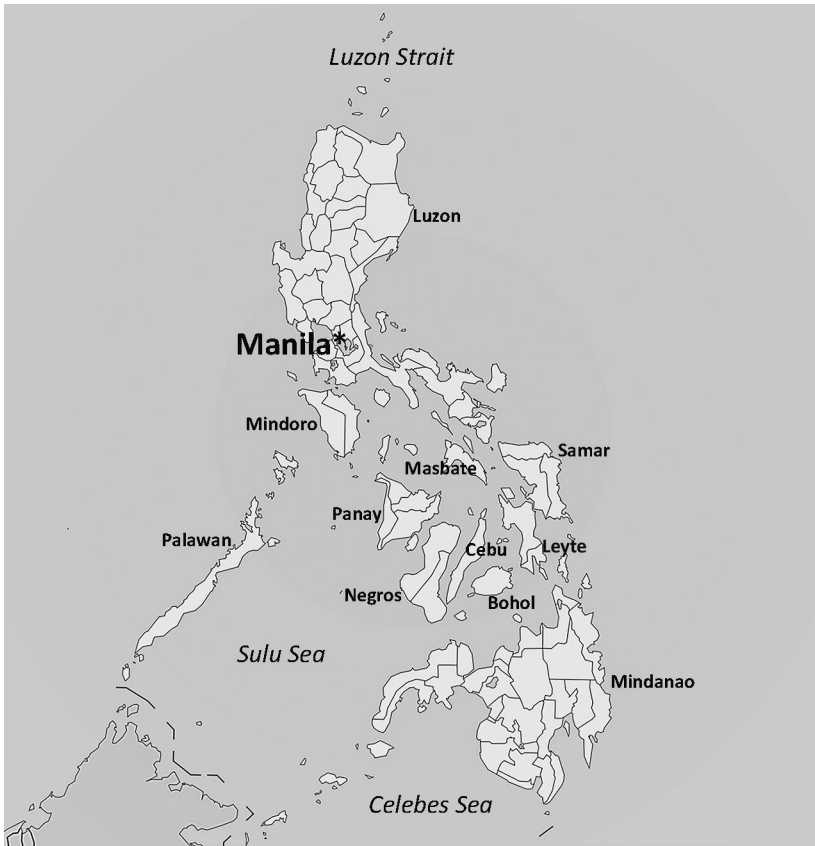 Luzon Strait
Luzon
Manila*
Mindoro
Samar
Masbate
Panay
Palawan
Cebu
Leyte
Negros
Bohol
Sulu Sea
Mindanao
Celebes Sea